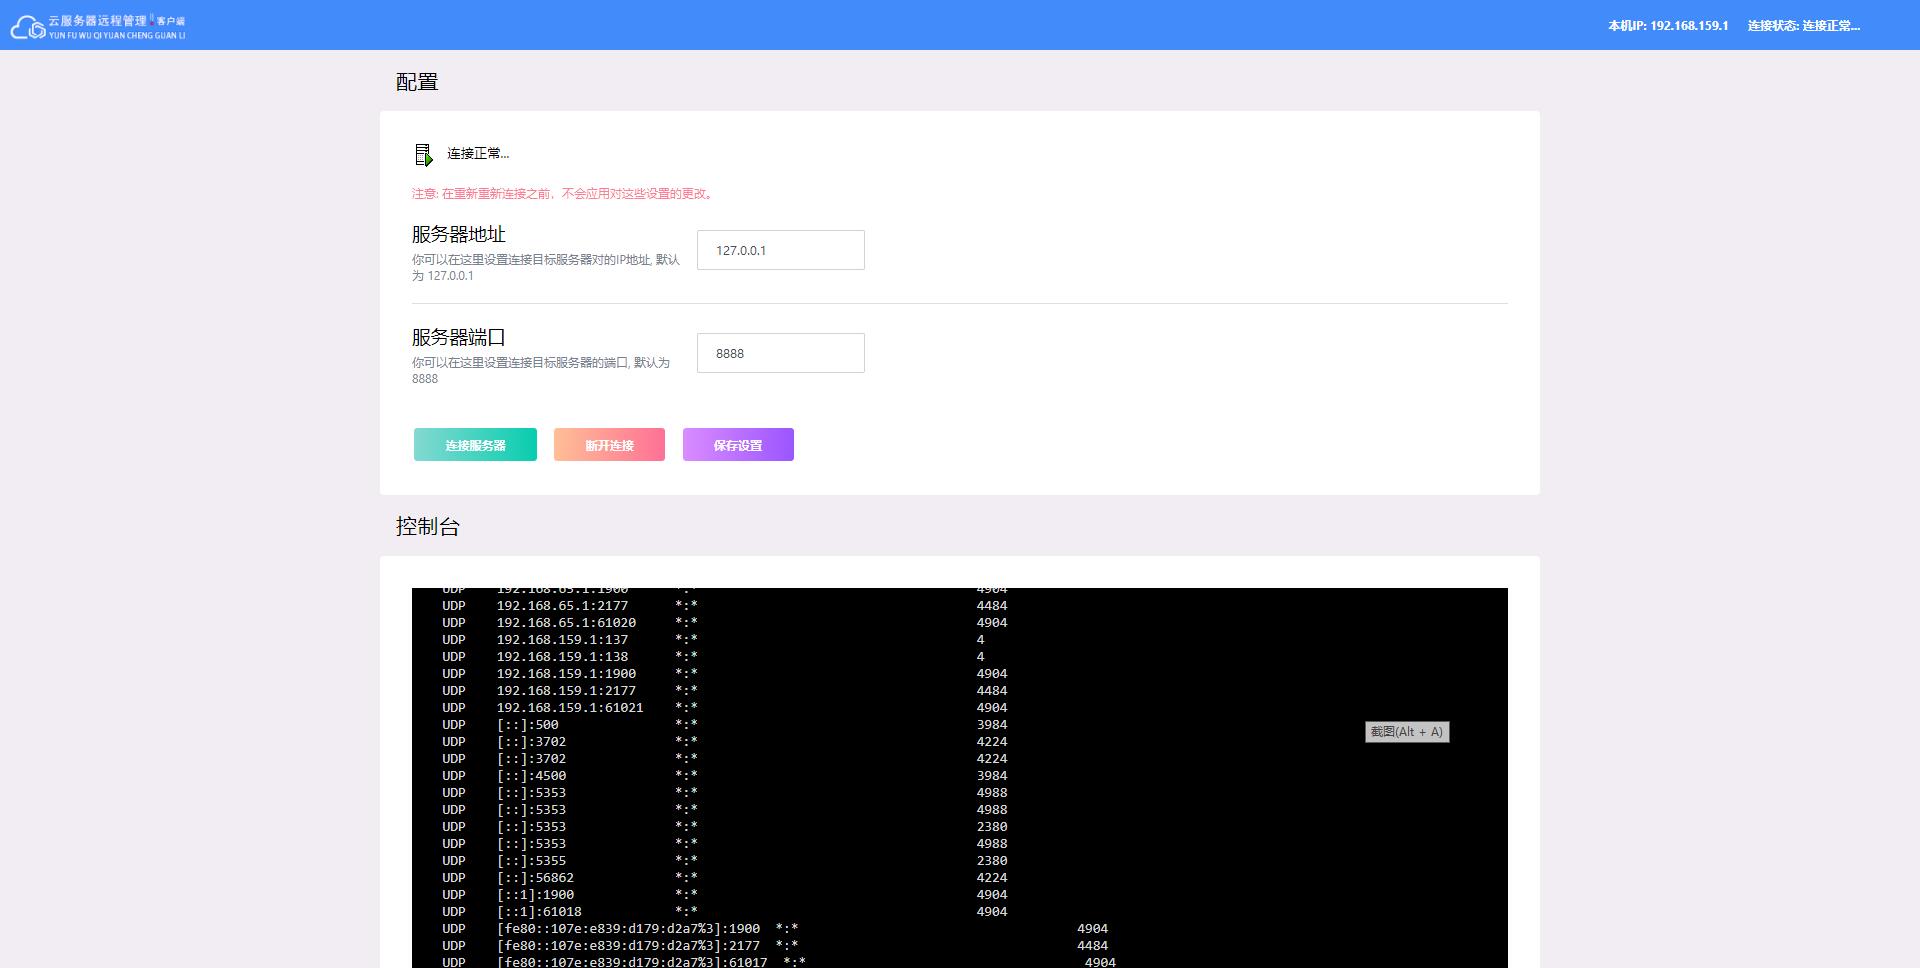 云服务器远程管理 客户端
YUN FU WU QI YUAN CHENG GUAN LI
本机IP: 192.168.159.1 连接状态: 连接正常...
配置
连接正常...
注意: 在重新重新连接之前，不会应用对这些设置的更改。
服务器地址
127.0.0.1
你可以在这里设置连接目标服务器对的IP地址, 默认
为 127.0.0.1
服务器端口
8888
你可以在这里设置连接目标服务器的端口, 默认为
8888
连接服务器 断开连接 保存设置
控制台
UDP 192.168.65.1:1900 *:* 4904
UDP 192.168.65.1:2177 *:* 4484
UDP 192.168.65.1:61020 *:* 4904
UDP 192.168.159.1:137 *:* 4
UDP 192.168.159.1:138 *:* 4
UDP 192.168.159.1:1900 *:* 4904
UDP 192.168.159.1:2177 *:* 4484
UDP 192.168.159.1:61021 *:* 4904
UDP [::]:500 *:* 3984
截图(Alt + A)
UDP [::]:3702 *:* 4224
UDP [::]:3702 *:* 4224
UDP [::]:4500 *:* 3984
UDP [::]:5353 *:* 4988
UDP [::]:5353 *:* 4988
UDP [::]:5353 *:* 2380
UDP [::]:5353 *:* 4988
UDP [::]:5355 *:* 2380
UDP [::]:56862 *:* 4224
UDP [::1]:1900 *:* 4904
UDP [::1]:61018 *:* 4904
UDP [fe80::107e:e839:d179:d2a7%3]:1900 *:* 4904
UDP [fe80::107e:e839:d179:d2a7%3]:2177 *:* 4484
UDP [fe80::107e:e839:d179:d2a7%3]:61017 *:* 4904